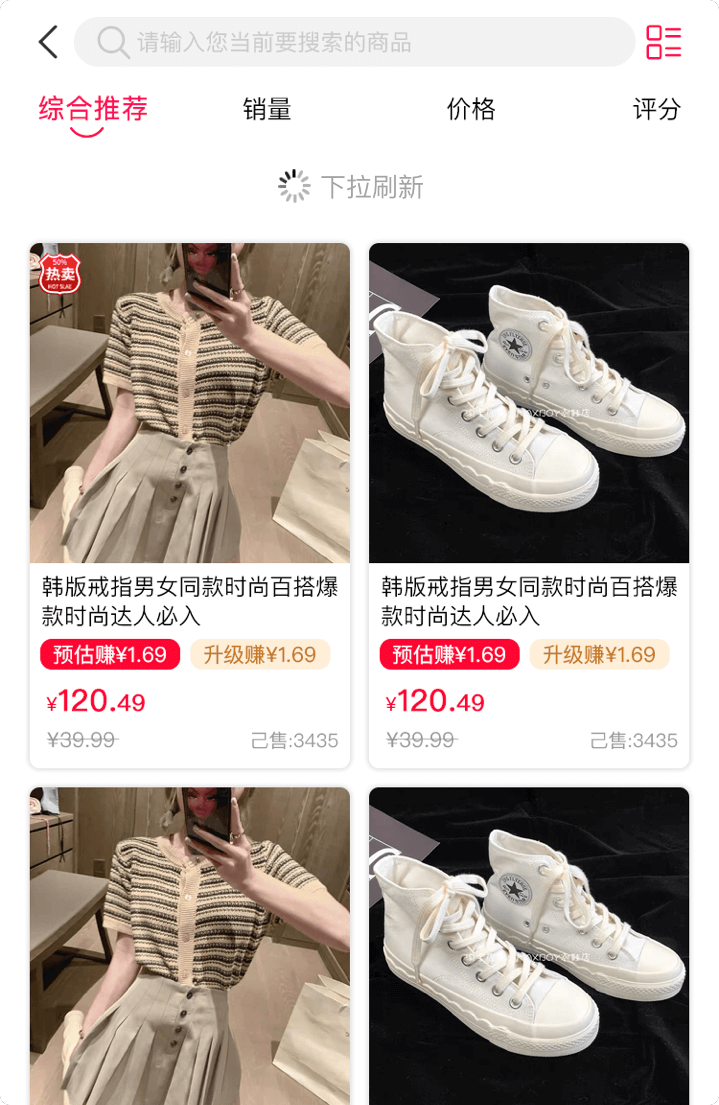 请输入您当前要搜索的商品
综合推荐 销量 价格 评分
下拉刷新
50%
热卖
HOT SLAE
韩版戒指男女同款时尚百搭爆
款时尚达人必入
预估赚¥1.69 升级赚¥1.69
¥120.49
¥39.99 己售:3435
韩版戒指男女同款时尚百搭爆
款时尚达人必入
预估赚¥1.69 升级赚¥1.69
¥120.49
¥39.99 己售:3435